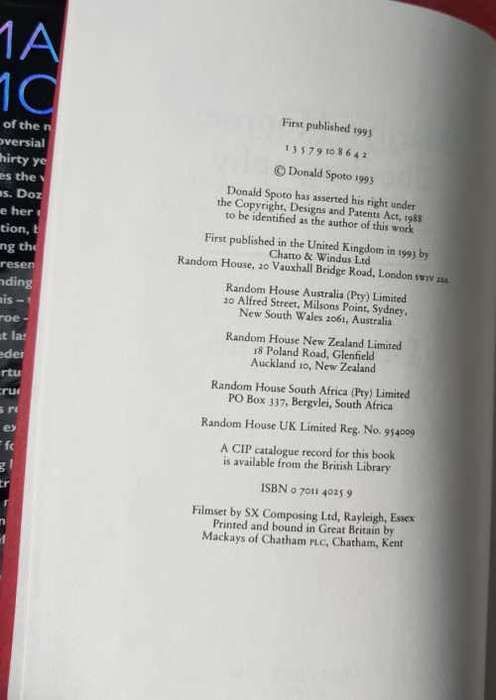 MA
MO
of the n
oversial
hirty ye
es the
s. Doz
e her
tion,
ng the
resen
nding
his –
roe –
t las
eder
rtu
truc
s re
ex
fo
First published 1993
1 3 5 7 9 10 8 6 4 2
© Donald Spoto 1993
Donald Spoto has asserted his right under
the Copyright, Designs and Patents Act, 1988
to be identified as the author of this work
First published in the United Kingdom in 1993 by
Chatto & Windus Ltd
Random House, 20 Vauxhall Bridge Road, London SW1V 2SA
Random House Australia (Pty) Limited
20 Alfred Street, Milsons Point, Sydney,
New South Wales 2061, Australia
Random House New Zealand Limited
18 Poland Road, Glenfield
Auckland 10, New Zealand
Random House South Africa (Pty) Limited
PO Box 337, Bergvlei, South Africa
Random House UK Limited Reg. No. 954009
A CIP catalogue record for this book
is available from the British Library
ISBN 0 7011 4025 9
Filmset by SX Composing Ltd, Rayleigh, Essex
Printed and bound in Great Britain by
Mackays of Chatham PLC, Chatham, Kent